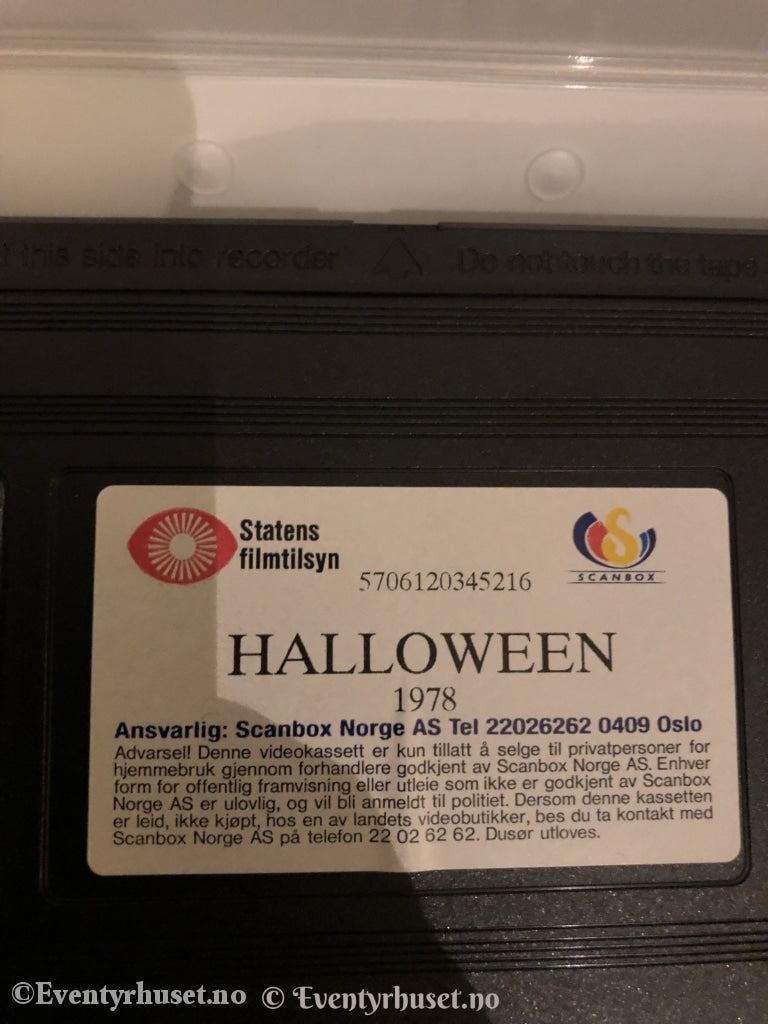 this side into recorder Do not touch the tape
Statens
filmtilsyn
5706120345216
SCANBOX
HALLOWEEN
1978
Ansvarlig: Scanbox Norge AS Tel 22026262 0409 Oslo
Advarsel! Denne videokassett er kun tillatt å selge til privatpersoner for
hjemmebruk gjennom forhandlere godkjent av Scanbox Norge AS. Enhver
form for offentlig framvisning eller utleie som ikke er godkjent av Scanbox
Norge AS er ulovlig, og vil bli anmeldt til politiet. Dersom denne kassetten
er leid, ikke kjøpt, hos en av landets videobutikker, bes du ta kontakt med
Scanbox Norge AS på telefon 22 02 62 62. Dusør utloves.
©Eventyrhuset.no © Eventyrhuset.no